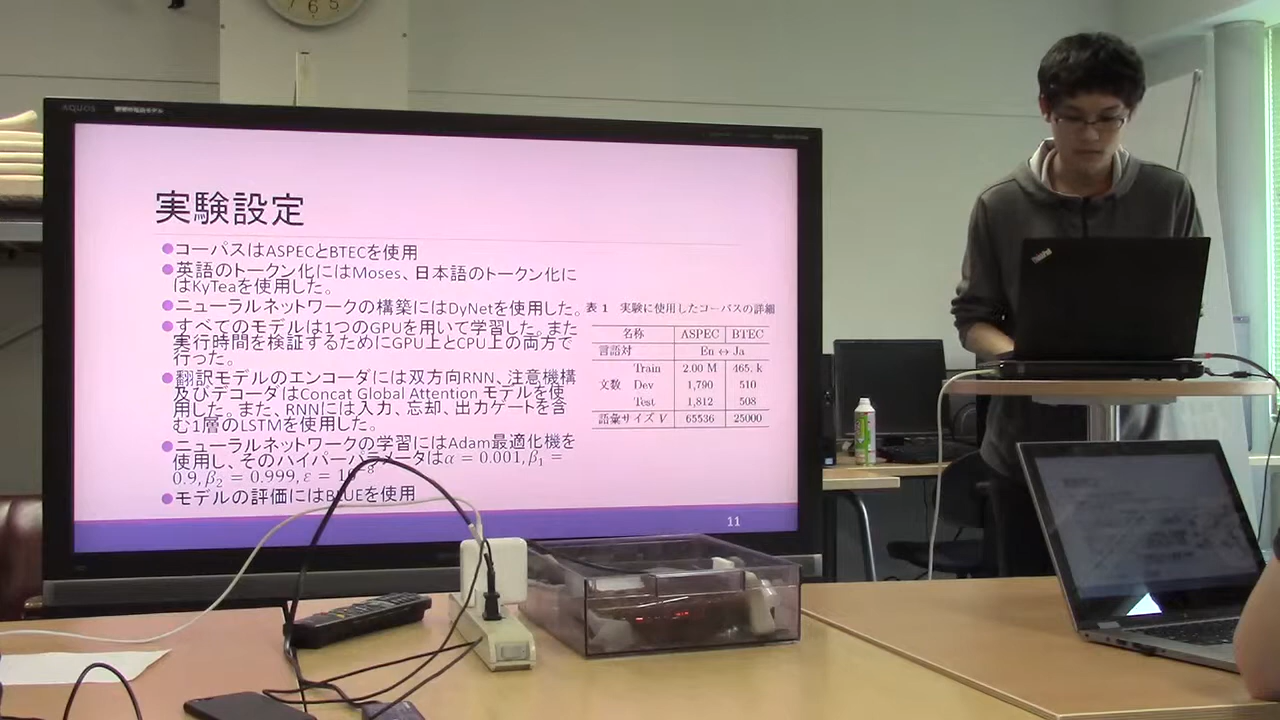 AQUOS
実験設定
●コーパスはASPECとBTECを使用
●英語のトークン化にはMoses、日本語のトークン化に
はKyTeaを使用した。
●ニューラルネットワークの構築にはDyNetを使用した。
●すべてのモデルは1つのGPUを用いて学習した。また
実行時間を検証するためにGPU上とCPU上の両方で
行った。
●翻訳モデルのエンコーダには双方向RNN、注意機構
及びデコーダはConcat Global Attention モデルを使
用した。また、RNNには入力、忘却、出力ゲートを含
む1層のLSTMを使用した。
●ニューラルネットワークの学習にはAdam最適化機を
使用し、そのハイパーパラメータはα = 0.001, β₁ =
0.9, β₂ = 0.999, ε =
●モデルの評価にはBLUEを使用
表 1 実験に使用したコーパスの詳細
名称 ASPEC BTEC
言語対 En ↔ Ja
Train 2.00 M 465. k
文数 Dev 1,790 510
Test 1,812 508
語彙サイズ V 65536 25000
11
ThinkPad
7 6 5